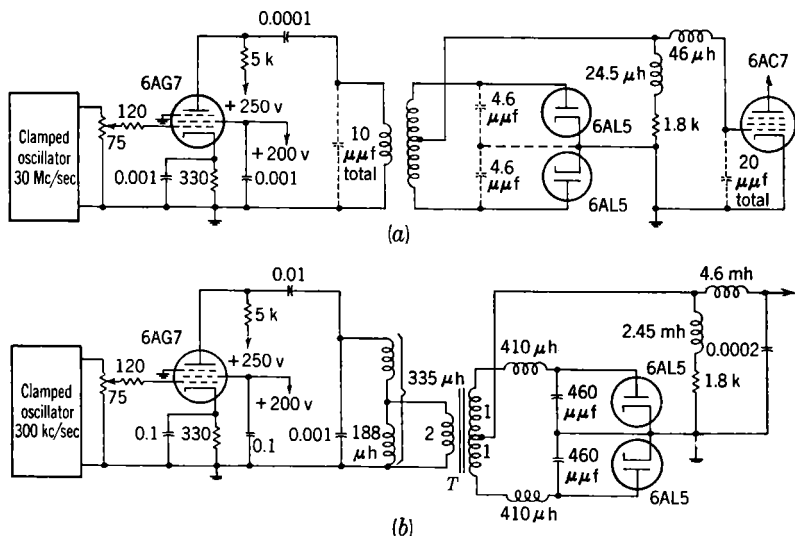 0.0001
5 k
6AG7
+ 250 v
120
75
+ 200 v
0.001
330
0.001
Clamped
oscillator
30 Mc/sec
10
μμf
total
4.6
μμf
4.6
μμf
6AL5
6AL5
24.5 μh
1.8 k
46 μh
6AC7
20
μμf
total
(a)
0.01
5 k
6AG7
+ 250 v
120
75
+ 200 v
0.1
330
0.1
Clamped
oscillator
300 kc/sec
0.001
188
μh
335 μh
2
T
1
1
410 μh
410 μh
460
μμf
460
μμf
6AL5
6AL5
4.6 mh
2.45 mh
0.0002
1.8 k
(b)